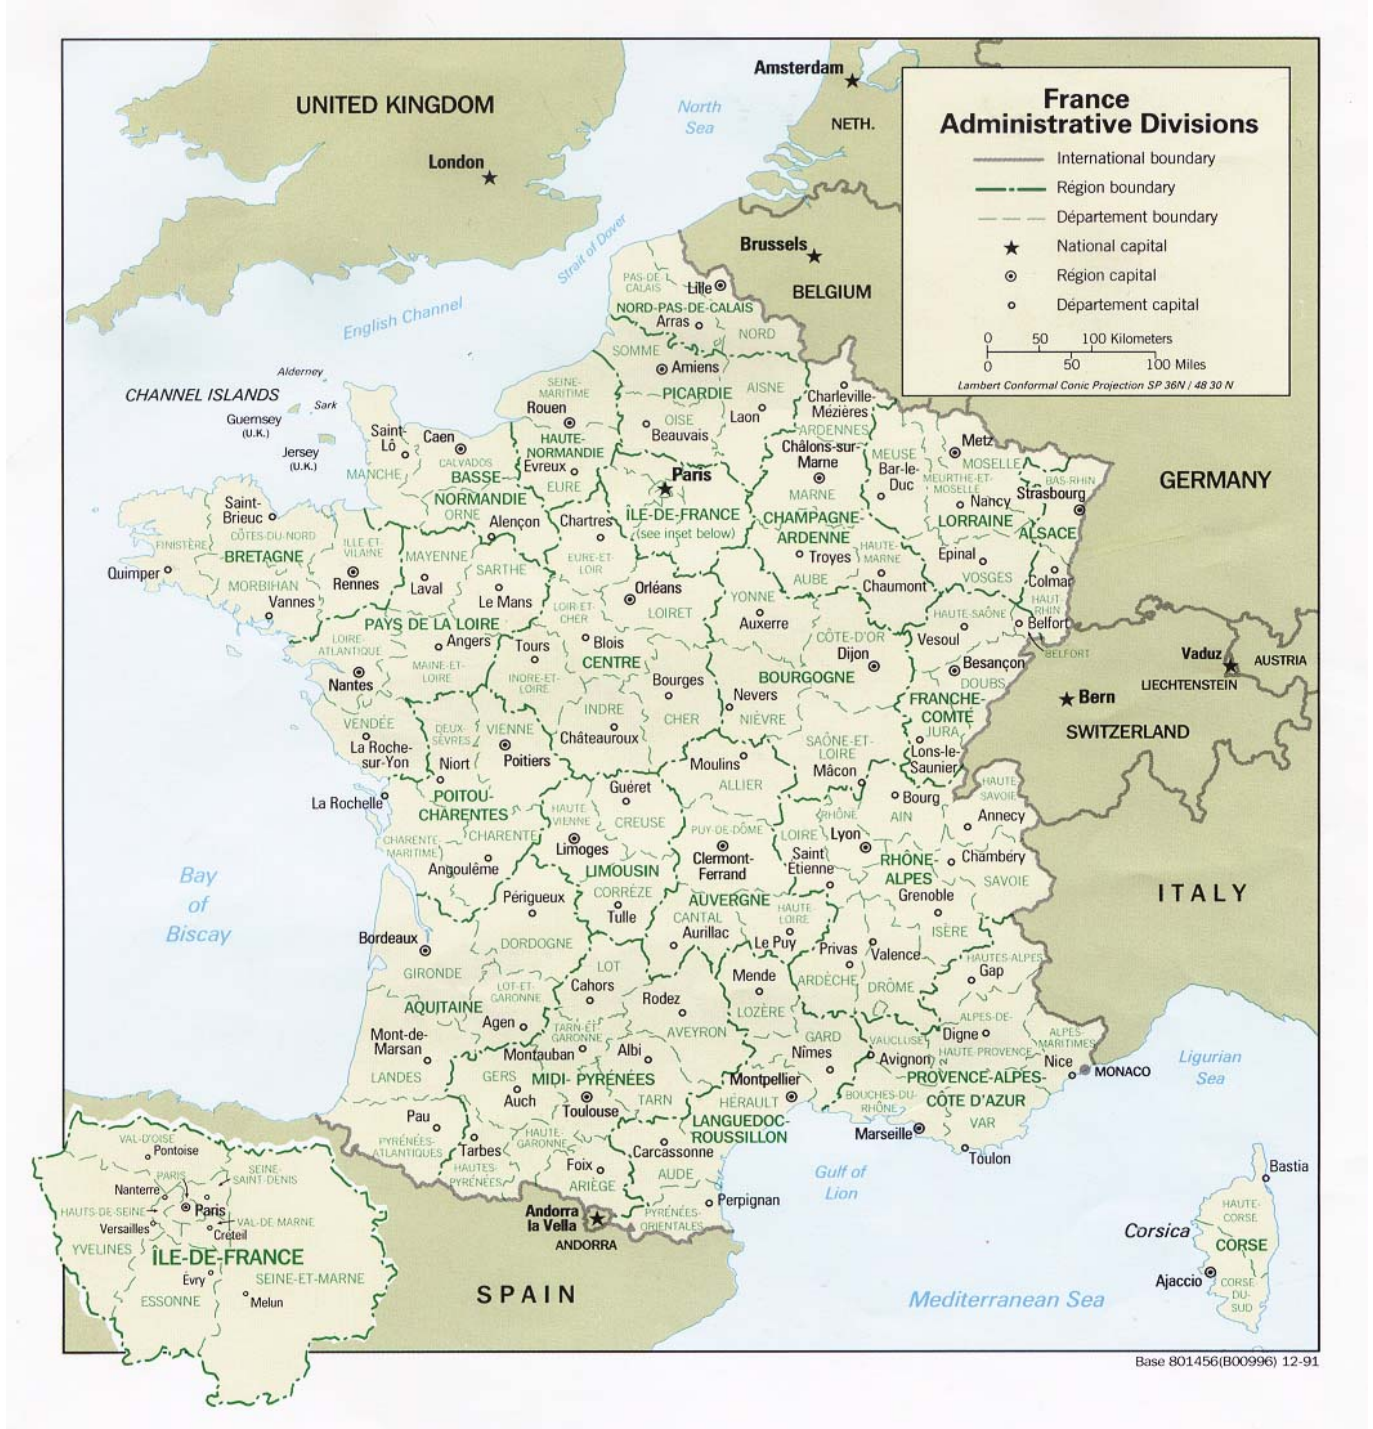 UNITED KINGDOM
London
North
Sea
Amsterdam
NETH.
Brussels
BELGIUM
Strait of Dover
English Channel
France
Administrative Divisions
International boundary
Région boundary
Département boundary
National capital
Région capital
Département capital
0 50 100 Kilometers
0 50 100 Miles
Lambert Conformal Conic Projection SP 36N / 48 30 N
CHANNEL ISLANDS
Alderney
Guernsey
(U.K.)
Sark
Jersey
(U.K.)
GERMANY
Vaduz
AUSTRIA
LIECHTENSTEIN
Bern
SWITZERLAND
ITALY
MONACO
Ligurian
Sea
Bay
of
Biscay
Gulf of
Lion
Mediterranean Sea
SPAIN
Andorra
la Vella
ANDORRA
PAS-DE-
CALAIS
Lille
NORD-PAS-DE-CALAIS
Arras
NORD
SOMME
Amiens
PICARDIE
AISNE
OISE
Laon
Beauvais
SEINE-
MARITIME
Rouen
HAUTE-
NORMANDIE
Evreux
EURE
Saint-
Lô
Caen
CALVADOS
MANCHE
BASSE-
NORMANDIE
ORNE
Alençon
Charleville-
Mézières
ARDENNES
Châlons-sur-
Marne
MARNE
CHAMPAGNE-
ARDENNE
Troyes
HAUTE-
MARNE
AUBE
Chaumont
MEUSE
Bar-le-
Duc
Metz
MOSELLE
MEURTHE-ET-
MOSELLE
Nancy
LORRAINE
Epinal
VOSGES
BAS-RHIN
Strasbourg
ALSACE
Colmar
HAUT-
RHIN
Belfort
BELFORT
Paris
ÎLE-DE-FRANCE
(see inset below)
Saint-
Brieuc
CÔTES-DU-NORD
FINISTÈRE
BRETAGNE
ILLE-ET-
VILAINE
Quimper
MORBIHAN
Rennes
Vannes
MAYENNE
Laval
SARTHE
Le Mans
PAYS DE LA LOIRE
LOIRE-
ATLANTIQUE
Angers
MAINE-ET-
LOIRE
Nantes
VENDÉE
La Roche-
sur-Yon
Chartres
EURE-ET-
LOIR
Orléans
LOIRET
LOIR-ET-
CHER
Tours
Blois
CENTRE
INDRE-ET-
LOIRE
Bourges
INDRE
CHER
Châteauroux
YONNE
Auxerre
CÔTE-D'OR
Dijon
BOURGOGNE
Nevers
NIÈVRE
SAÔNE-ET-
LOIRE
Mâcon
HAUTE-SAÔNE
Vesoul
Besançon
DOUBS
FRANCHE-
COMTÉ
JURA
Lons-le-
Saunier
DEUX-
SÈVRES
VIENNE
Niort
Poitiers
La Rochelle
POITOU-
CHARENTES
CHARENTE-
MARITIME
CHARENTE
Angoulême
Guéret
HAUTE
VIENNE
CREUSE
Limoges
LIMOUSIN
CORRÈZE
Tulle
Moulins
ALLIER
PUY-DE-DÔME
Clermont-
Ferrand
AUVERGNE
CANTAL
Aurillac
HAUTE
LOIRE
Le Puy
HAUTE
SAVOIE
Bourg
AIN
Annecy
RHÔNE
LOIRE
Lyon
Saint
Étienne
RHÔNE-
ALPES
Chambéry
SAVOIE
Grenoble
ISÈRE
Privas
Valence
ARDÈCHE
DRÔME
Périgueux
DORDOGNE
Bordeaux
GIRONDE
AQUITAINE
LOT-ET-
GARONNE
Agen
Mont-de-
Marsan
LANDES
Pau
PYRÉNÉES-
ATLANTIQUES
LOT
Cahors
Rodez
AVEYRON
TARN-ET-
GARONNE
Montauban
Albi
GERS
Auch
MIDI- PYRÉNÉES
Toulouse
TARN
Tarbes
HAUTE-
GARONNE
HAUTES-
PYRÉNÉES
Foix
ARIÈGE
Mende
LOZÈRE
GARD
Nîmes
Montpellier
HÉRAULT
LANGUEDOC-
ROUSSILLON
Carcassonne
AUDE
Perpignan
PYRÉNÉES-
ORIENTALES
HAUTES-ALPES
Gap
ALPES-DE-
Digne
HAUTE-PROVENCE
ALPES-
MARITIMES
Nice
VAUCLUSE
Avignon
PROVENCE-ALPES-
CÔTE D'AZUR
BOUCHES-DU-
RHÔNE
VAR
Marseille
Toulon
Corsica
Bastia
HAUTE-
CORSE
CORSE
Ajaccio
CORSE
DU-
SUD
VAL-D'OISE
Pontoise
PARIS
SEINE-
SAINT-DENIS
Nanterre
HAUTS-DE-SEINE
Paris
Versailles
VAL-DE MARNE
Créteil
YVELINES
ÎLE-DE-FRANCE
Évry
SEINE-ET-MARNE
ESSONNE
Melun
Base 801456(B00996) 12-91